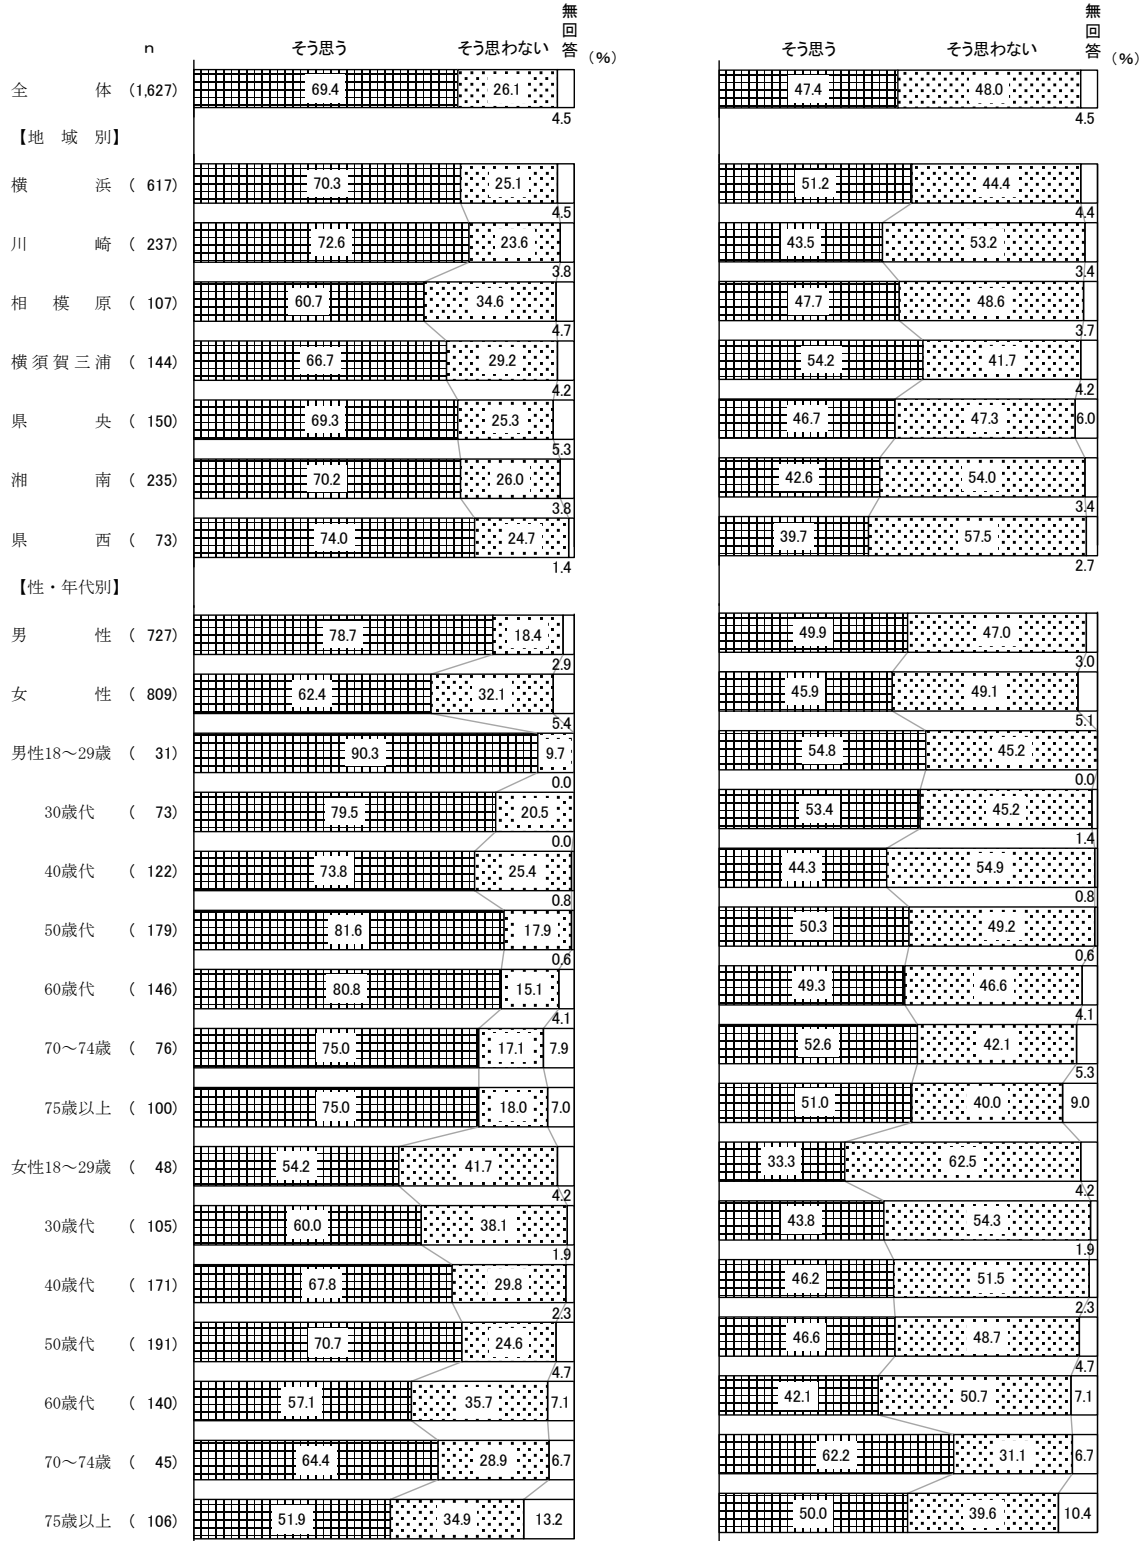 無回答 無回答
n そう思う そう思わない (%) そう思う そう思わない (%)
全体 (1,627) 69.4 26.1 47.4 48.0
4.5 4.5
【地域別】
横浜 ( 617) 70.3 25.1 51.2 44.4
4.5 4.4
川崎 ( 237) 72.6 23.6 43.5 53.2
3.8 3.4
相模原 ( 107) 60.7 34.6 47.7 48.6
4.7 3.7
横須賀三浦 ( 144) 66.7 29.2 54.2 41.7
4.2 4.2
県央 ( 150) 69.3 25.3 46.7 47.3 6.0
5.3
湘南 ( 235) 70.2 26.0 42.6 54.0
3.8 3.4
県西 ( 73) 74.0 24.7 39.7 57.5
1.4 2.7
【性・年代別】
男性 ( 727) 78.7 18.4 49.9 47.0
2.9 3.0
女性 ( 809) 62.4 32.1 45.9 49.1
5.4 5.1
男性18～29歳 ( 31) 90.3 9.7 54.8 45.2
0.0 0.0
30歳代 ( 73) 79.5 20.5 53.4 45.2
0.0 1.4
40歳代 ( 122) 73.8 25.4 44.3 54.9
0.8 0.8
50歳代 ( 179) 81.6 17.9 50.3 49.2
0.6 0.6
60歳代 ( 146) 80.8 15.1 49.3 46.6
4.1 4.1
70～74歳 ( 76) 75.0 17.1 7.9 52.6 42.1
5.3
75歳以上 ( 100) 75.0 18.0 7.0 51.0 40.0 9.0
女性18～29歳 ( 48) 54.2 41.7 33.3 62.5
4.2 4.2
30歳代 ( 105) 60.0 38.1 43.8 54.3
1.9 1.9
40歳代 ( 171) 67.8 29.8 46.2 51.5
2.3 2.3
50歳代 ( 191) 70.7 24.6 46.6 48.7
4.7 4.7
60歳代 ( 140) 57.1 35.7 7.1 42.1 50.7 7.1
70～74歳 ( 45) 64.4 28.9 6.7 62.2 31.1 6.7
75歳以上 ( 106) 51.9 34.9 13.2 50.0 39.6 10.4